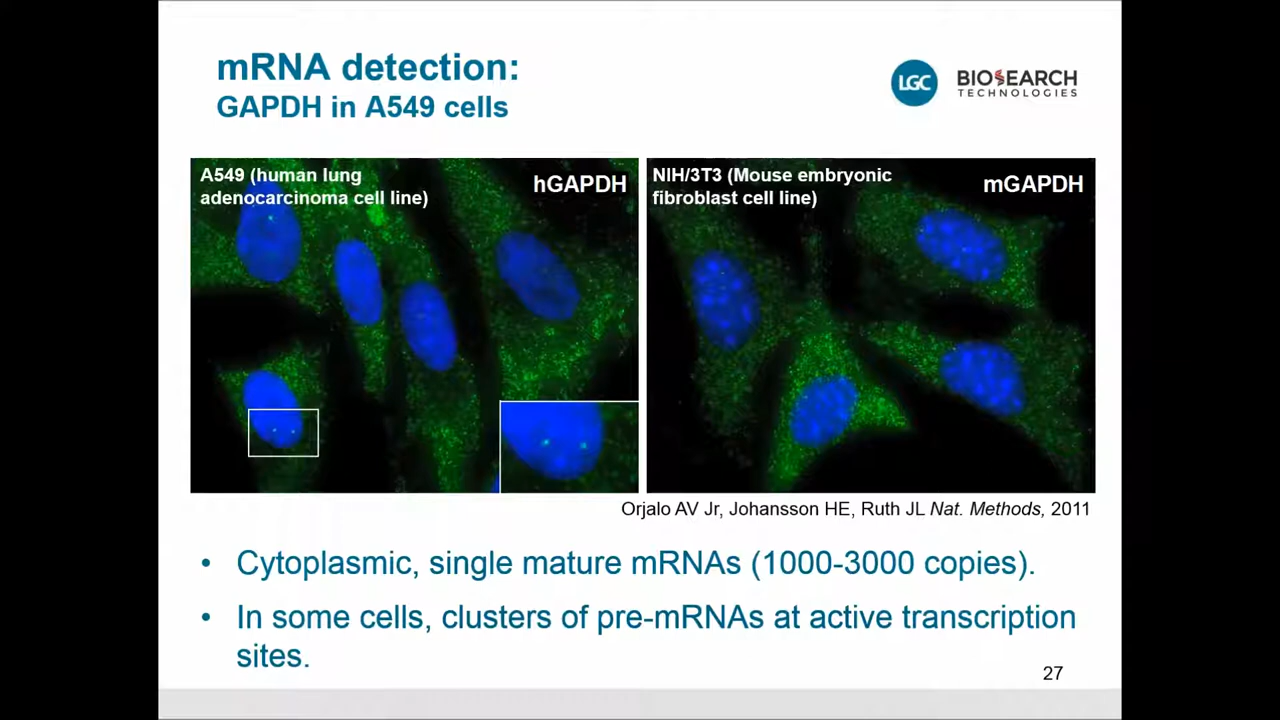 mRNA detection:
GAPDH in A549 cells
LGC
BIOSEARCH
TECHNOLOGIES
A549 (human lung
adenocarcinoma cell line)
hGAPDH
NIH/3T3 (Mouse embryonic
fibroblast cell line)
mGAPDH
Orjalo AV Jr, Johansson HE, Ruth JL Nat. Methods, 2011
• Cytoplasmic, single mature mRNAs (1000-3000 copies).
• In some cells, clusters of pre-mRNAs at active transcription
sites.
27